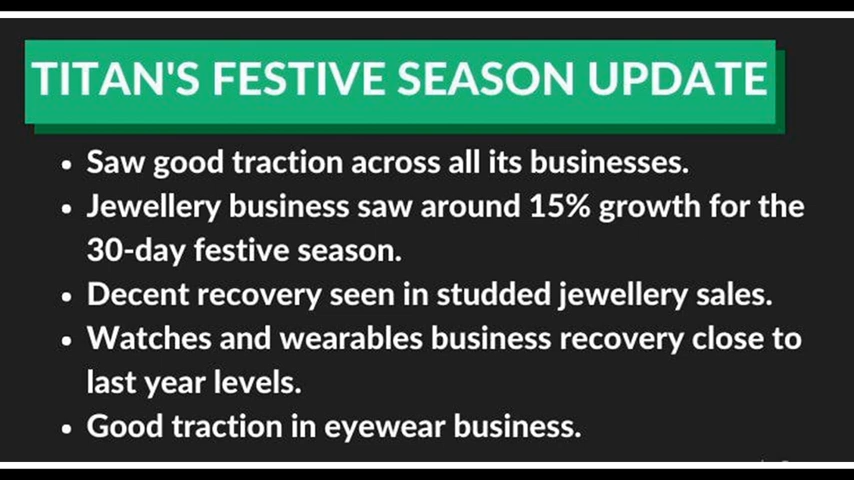 TITAN'S FESTIVE SEASON UPDATE
• Saw good traction across all its businesses.
• Jewellery business saw around 15% growth for the
30-day festive season.
• Decent recovery seen in studded jewellery sales.
• Watches and wearables business recovery close to
last year levels.
• Good traction in eyewear business.